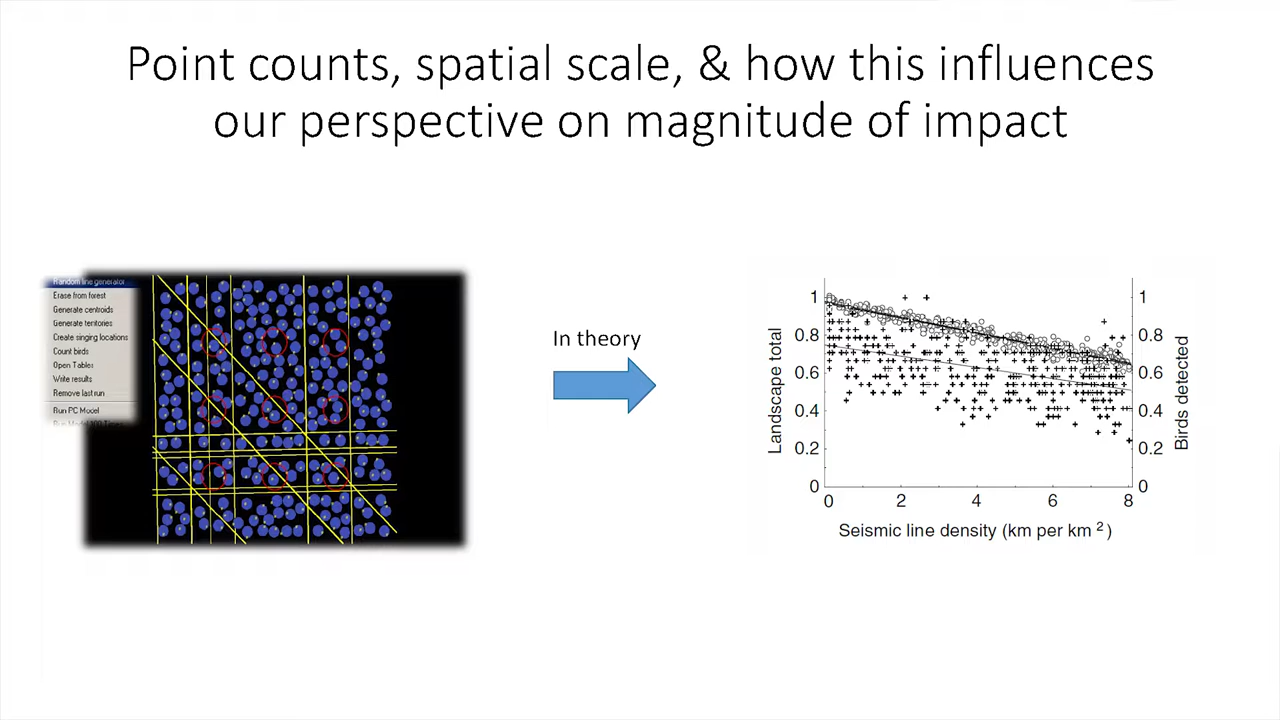 Point counts, spatial scale, & how this influences
our perspective on magnitude of impact
Random line generator
Erase from forest
Generate centroids
Generate territories
Create singing locations
Count birds
Open Tables
Write results
Remove last run
Run PC Model
In theory
Landscape total
1
0.8
0.6
0.4
0.2
0
0 2 4 6 8
Seismic line density (km per km 2 )
1
0.8
0.6
0.4
0.2
0
Birds detected